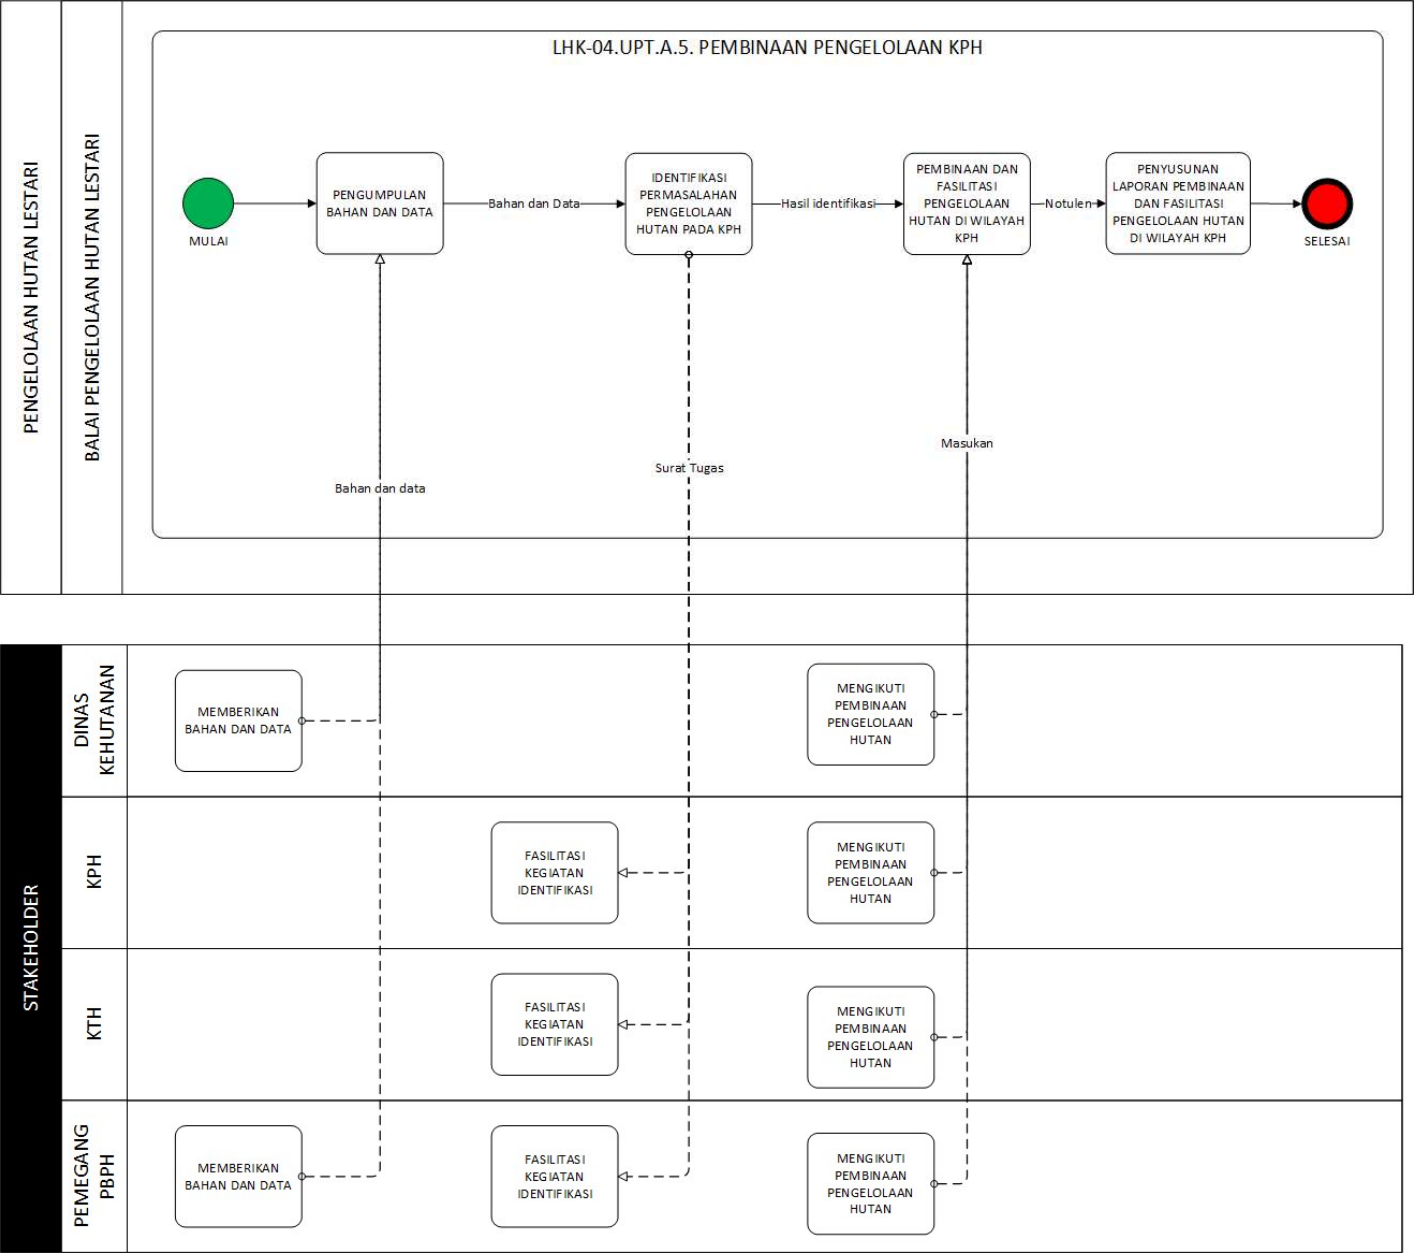 LHK-04.UPT.A.5. PEMBINAAN PENGELOLAAN KPH
PENGELOLAAN HUTAN LESTARI
BALAI PENGELOLAAN HUTAN LESTARI
MULAI
PENGUMPULAN
BAHAN DAN DATA
Bahan dan Data
IDENTIFIKASI
PERMASALAHAN
PENGELOLAAN
HUTAN PADA KPH
Hasil identifikasi
PEMBINAAN DAN
FASILITASI
PENGELOLAAN
HUTAN DI WILAYAH
KPH
Notulen
PENYUSUNAN
LAPORAN PEMBINAAN
DAN FASILITASI
PENGELOLAAN HUTAN
DI WILAYAH KPH
SELESAI
Bahan dan data
Surat Tugas
Masukan
STAKEHOLDER
DINAS
KEHUTANAN
MEMBERIKAN
BAHAN DAN DATA
MENGIKUTI
PEMBINAAN
PENGELOLAAN
HUTAN
KPH
FASILITASI
KEGIATAN
IDENTIFIKASI
MENGIKUTI
PEMBINAAN
PENGELOLAAN
HUTAN
KTH
FASILITASI
KEGIATAN
IDENTIFIKASI
MENGIKUTI
PEMBINAAN
PENGELOLAAN
HUTAN
PEMEGANG
PBPH
MEMBERIKAN
BAHAN DAN DATA
FASILITASI
KEGIATAN
IDENTIFIKASI
MENGIKUTI
PEMBINAAN
PENGELOLAAN
HUTAN